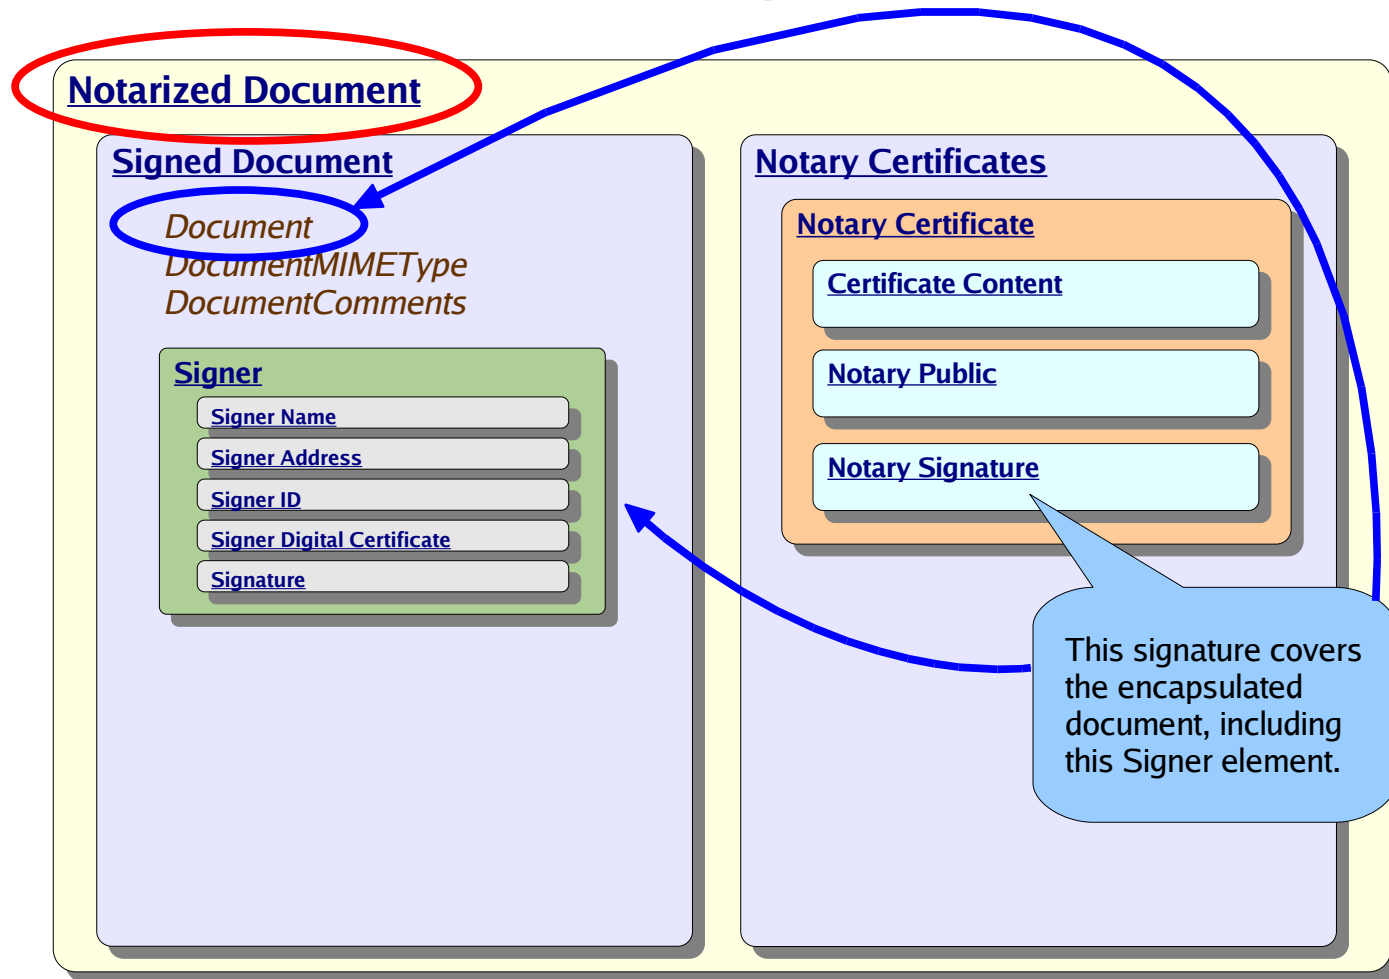 Notarized Document
Signed Document
Document
DocumentMIMEType
DocumentComments
Signer
Signer Name
Signer Address
Signer ID
Signer Digital Certificate
Signature
Notary Certificates
Notary Certificate
Certificate Content
Notary Public
Notary Signature
This signature covers
the encapsulated
document, including
this Signer element.